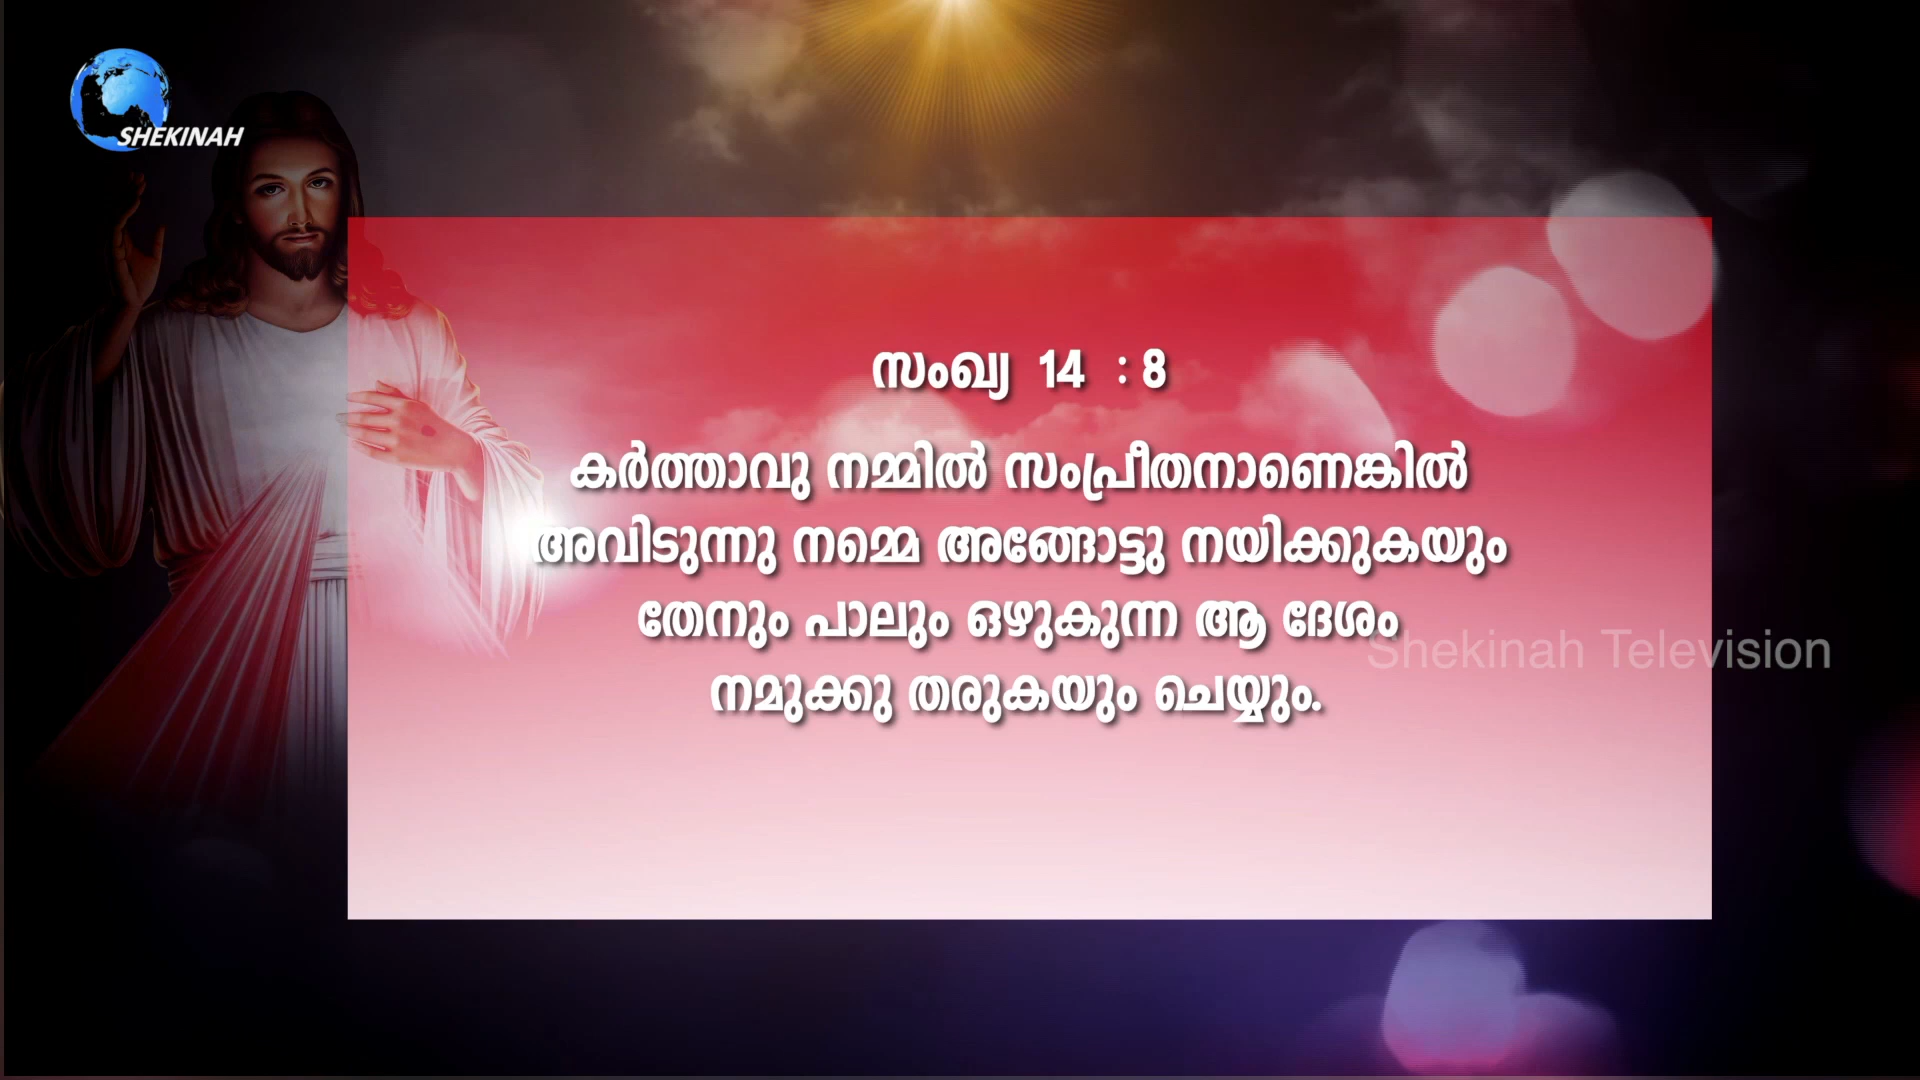 SHEKINAH
സംഖ്യ 14 : 8
കർത്താവു നമ്മിൽ സംപ്രീതനാണെങ്കിൽ
അവിടുന്നു നമ്മെ അങ്ങോട്ടു നയിക്കുകയും
തേനും പാലും ഒഴുകുന്ന ആ ദേശം
Shekinah Television
നമുക്കു തരുകയും ചെയ്യും.